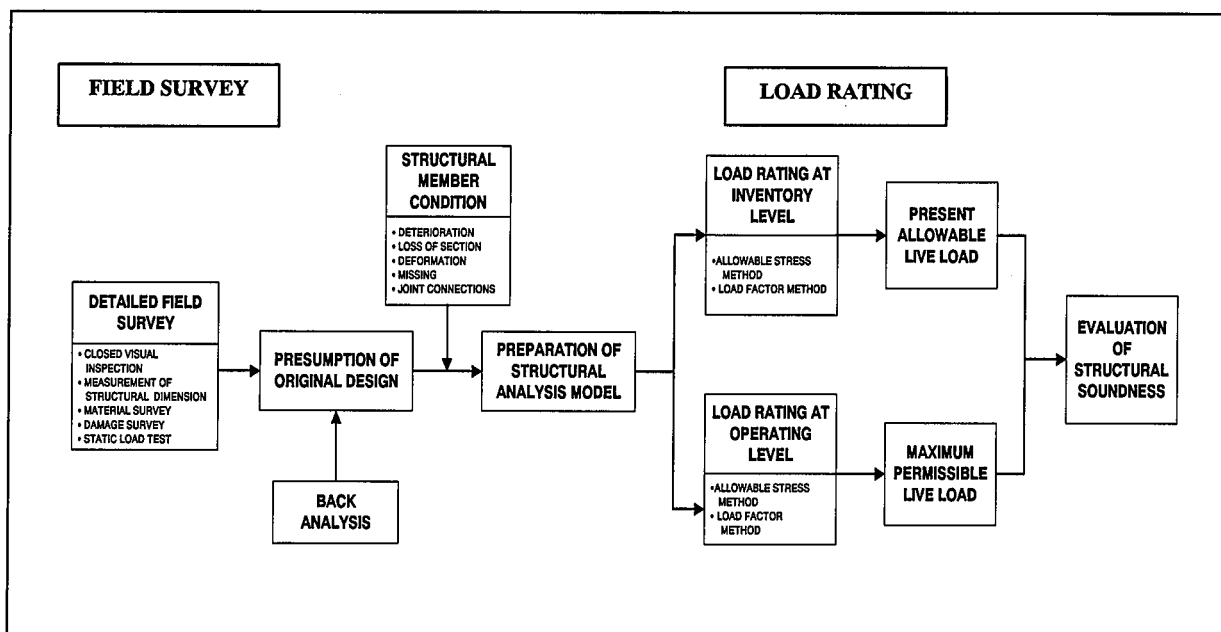 FIELD SURVEY
LOAD RATING
STRUCTURAL
MEMBER
CONDITION
• DETERIORATION
• LOSS OF SECTION
• DEFORMATION
• MISSING
• JOINT CONNECTIONS
DETAILED FIELD
SURVEY
• CLOSED VISUAL
INSPECTION
• MEASUREMENT OF
STRUCTURAL DIMENSION
• MATERIAL SURVEY
• DAMAGE SURVEY
• STATIC LOAD TEST
PRESUMPTION OF
ORIGINAL DESIGN
BACK
ANALYSIS
PREPARATION OF
STRUCTURAL
ANALYSIS MODEL
LOAD RATING AT
INVENTORY
LEVEL
• ALLOWABLE STRESS
METHOD
• LOAD FACTOR METHOD
PRESENT
ALLOWABLE
LIVE LOAD
LOAD RATING AT
OPERATING
LEVEL
• ALLOWABLE STRESS
METHOD
• LOAD FACTOR
METHOD
MAXIMUM
PERMISSIBLE
LIVE LOAD
EVALUATION
OF
STRUCTURAL
SOUNDNESS